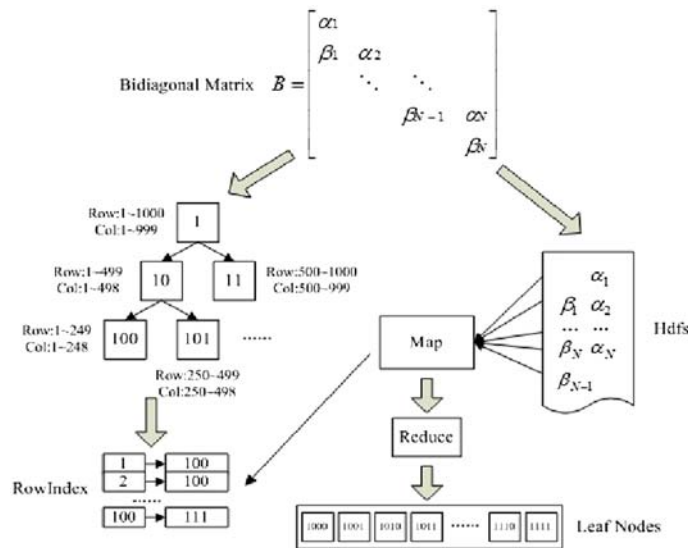 Bidiagonal Matrix B =
α1
β1 α2
⋱ ⋱
βN−1 αN
βN
Row:1~1000
Col:1~999
1
Row:1~499
Col:1~498
10
11
Row:500~1000
Col:500~999
Row:1~249
Col:1~248
100
101
......
Row:250~499
Col:250~498
α1
β1 α2
... ...
βN αN
βN−1
Hdfs
Map
Reduce
RowIndex
1 100
2 100
......
100 111
1000 1001 1010 1011 ...... 1110 1111
Leaf Nodes